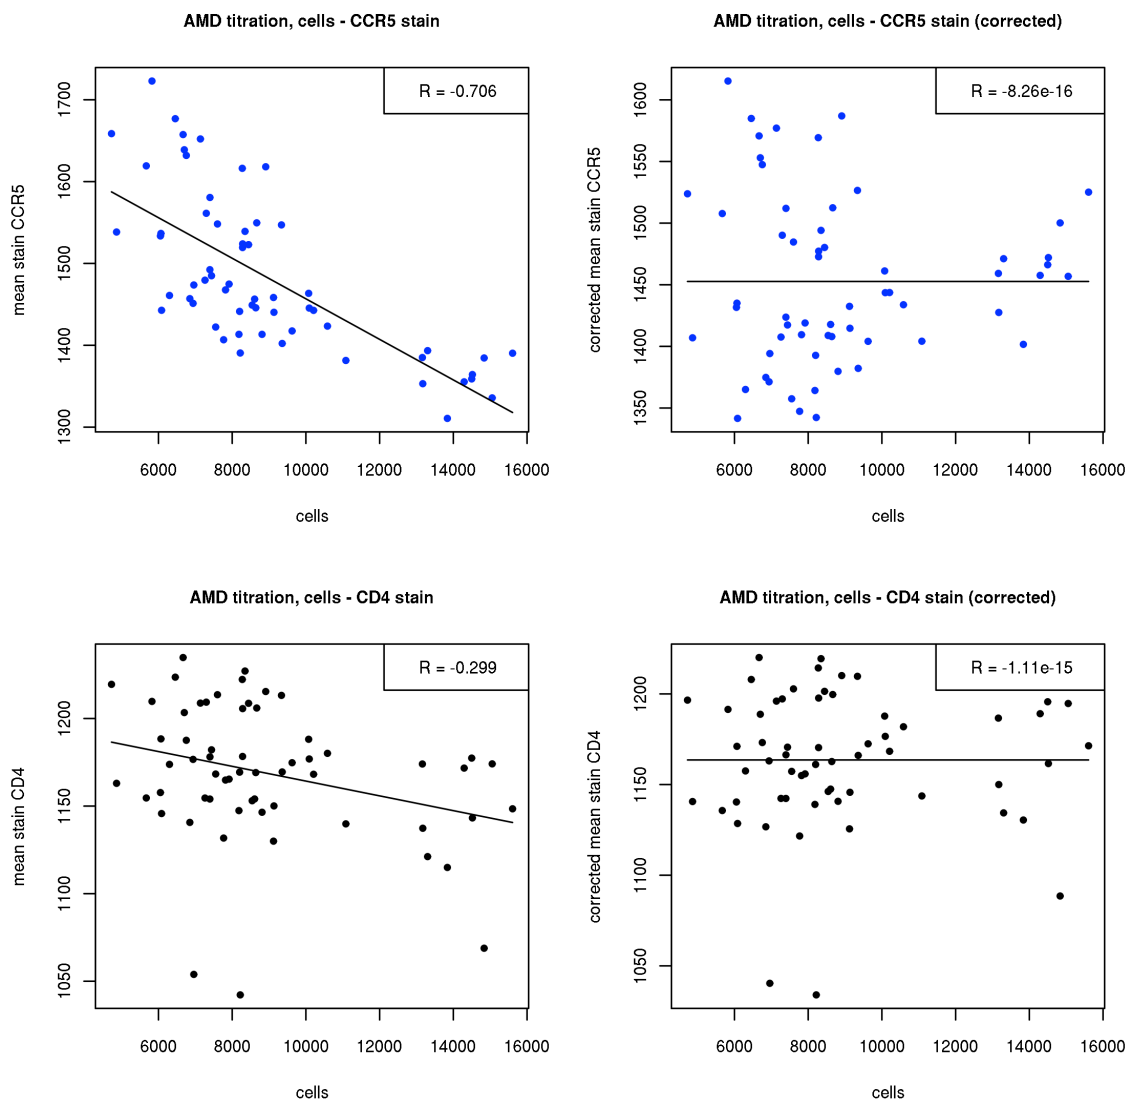 AMD titration, cells - CCR5 stain
R = -0.706
mean stain CCR5
1300 1400 1500 1600 1700
6000 8000 10000 12000 14000 16000
cells
AMD titration, cells - CCR5 stain (corrected)
R = -8.26e-16
corrected mean stain CCR5
1350 1400 1450 1500 1550 1600
6000 8000 10000 12000 14000 16000
cells
AMD titration, cells - CD4 stain
R = -0.299
mean stain CD4
1050 1100 1150 1200
6000 8000 10000 12000 14000 16000
cells
AMD titration, cells - CD4 stain (corrected)
R = -1.11e-15
corrected mean stain CD4
1050 1100 1150 1200
6000 8000 10000 12000 14000 16000
cells